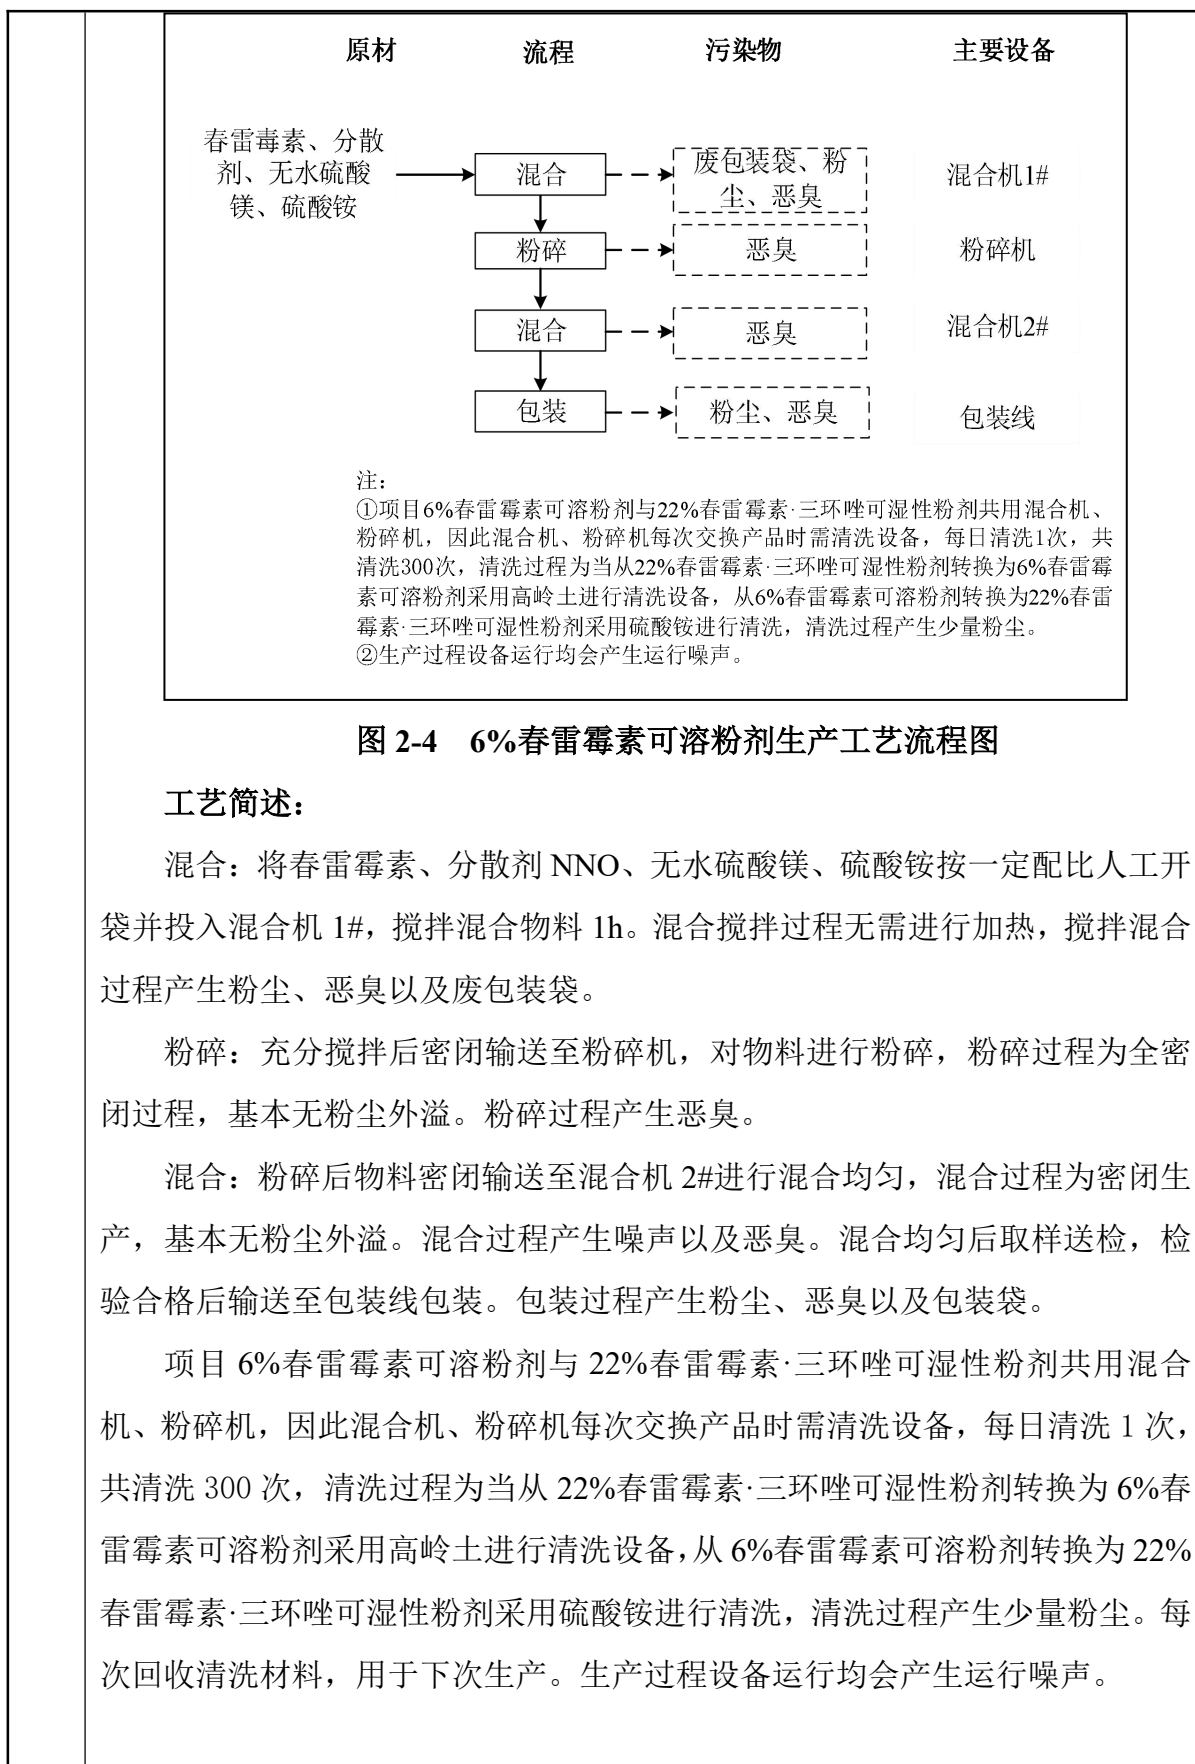 原材 流程 污染物 主要设备
春雷毒素、分散
剂、无水硫酸
镁、硫酸铵
混合
废包装袋、粉
尘、恶臭
混合机1#
粉碎
恶臭
粉碎机
混合
恶臭
混合机2#
包装
粉尘、恶臭
包装线
注：
①项目6%春雷霉素可溶粉剂与22%春雷霉素·三环唑可湿性粉剂共用混合机、
粉碎机，因此混合机、粉碎机每次交换产品时需清洗设备，每日清洗1次，共
清洗300次，清洗过程为当从22%春雷霉素·三环唑可湿性粉剂转换为6%春雷霉
素可溶粉剂采用高岭土进行清洗设备，从6%春雷霉素可溶粉剂转换为22%春雷
霉素·三环唑可湿性粉剂采用硫酸铵进行清洗，清洗过程产生少量粉尘。
②生产过程设备运行均会产生运行噪声。
图 2-4 6%春雷霉素可溶粉剂生产工艺流程图
工艺简述：
混合：将春雷霉素、分散剂 NNO、无水硫酸镁、硫酸铵按一定配比人工开
袋并投入混合机 1#，搅拌混合物料 1h。混合搅拌过程无需进行加热，搅拌混合
过程产生粉尘、恶臭以及废包装袋。
粉碎：充分搅拌后密闭输送至粉碎机，对物料进行粉碎，粉碎过程为全密
闭过程，基本无粉尘外溢。粉碎过程产生恶臭。
混合：粉碎后物料密闭输送至混合机 2#进行混合均匀，混合过程为密闭生
产，基本无粉尘外溢。混合过程产生噪声以及恶臭。混合均匀后取样送检，检
验合格后输送至包装线包装。包装过程产生粉尘、恶臭以及包装袋。
项目 6%春雷霉素可溶粉剂与 22%春雷霉素·三环唑可湿性粉剂共用混合
机、粉碎机，因此混合机、粉碎机每次交换产品时需清洗设备，每日清洗 1 次，
共清洗 300 次，清洗过程为当从 22%春雷霉素·三环唑可湿性粉剂转换为 6%春
雷霉素可溶粉剂采用高岭土进行清洗设备，从 6%春雷霉素可溶粉剂转换为 22%
春雷霉素·三环唑可湿性粉剂采用硫酸铵进行清洗，清洗过程产生少量粉尘。每
次回收清洗材料，用于下次生产。生产过程设备运行均会产生运行噪声。